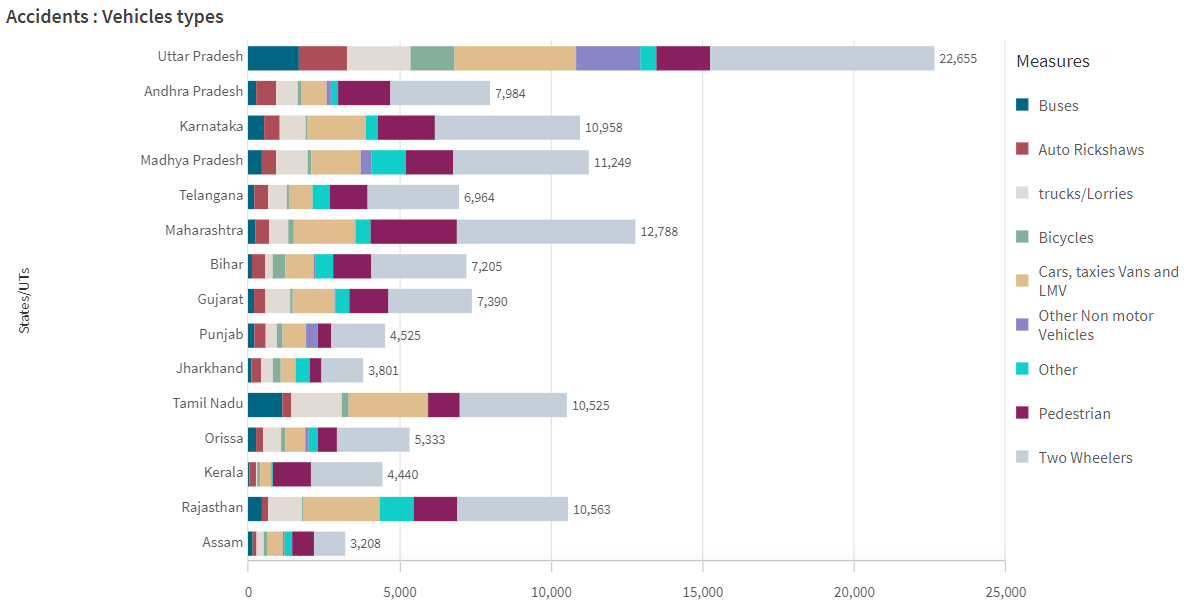 Accidents : Vehicles types
States/UTs
Uttar Pradesh 22,655
Andhra Pradesh 7,984
Karnataka 10,958
Madhya Pradesh 11,249
Telangana 6,964
Maharashtra 12,788
Bihar 7,205
Gujarat 7,390
Punjab 4,525
Jharkhand 3,801
Tamil Nadu 10,525
Orissa 5,333
Kerala 4,440
Rajasthan 10,563
Assam 3,208
0 5,000 10,000 15,000 20,000 25,000
Measures
Buses
Auto Rickshaws
trucks/Lorries
Bicycles
Cars, taxies Vans and
LMV
Other Non motor
Vehicles
Other
Pedestrian
Two Wheelers